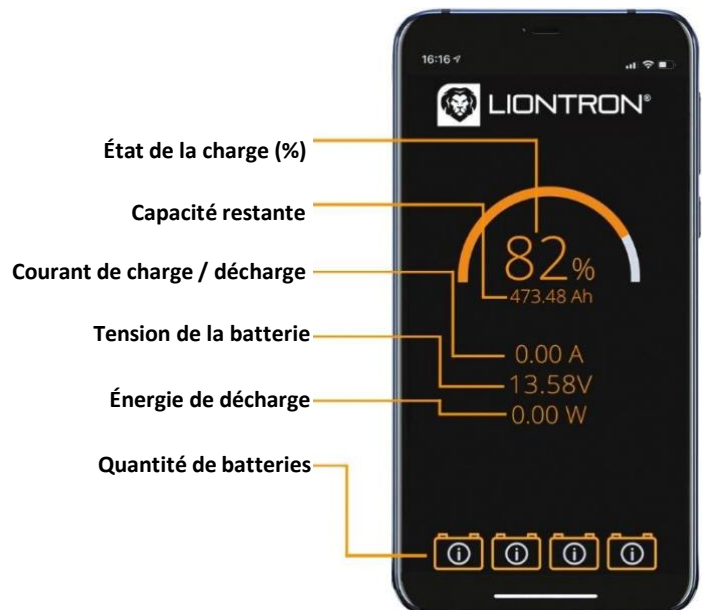 16:16
LIONTRON®
État de la charge (%)
Capacité restante
82%
473.48 Ah
Courant de charge / décharge
0.00 A
Tension de la batterie
13.58V
Énergie de décharge
0.00 W
Quantité de batteries
i i i i